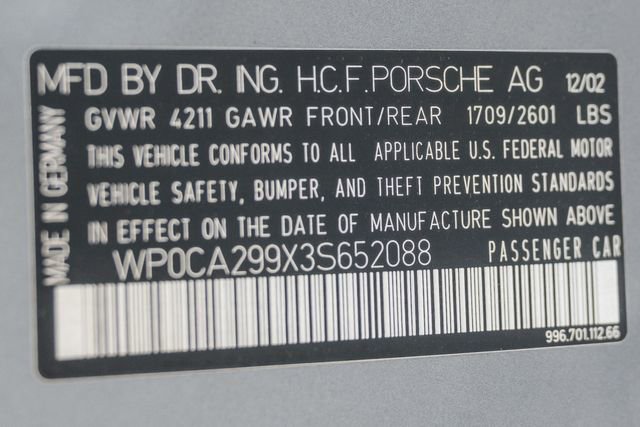 MFD BY DR. ING. H.C.F. PORSCHE AG 12/02
GVWR 4211 GAWR FRONT/REAR 1709/2601 LBS
THIS VEHICLE CONFORMS TO ALL APPLICABLE U.S. FEDERAL MOTOR
VEHICLE SAFETY, BUMPER, AND THEFT PREVENTION STANDARDS
IN EFFECT ON THE DATE OF MANUFACTURE SHOWN ABOVE
WP0CA299X3S652088 PASSENGER CAR
996.701.112.66
MADE IN GERMANY